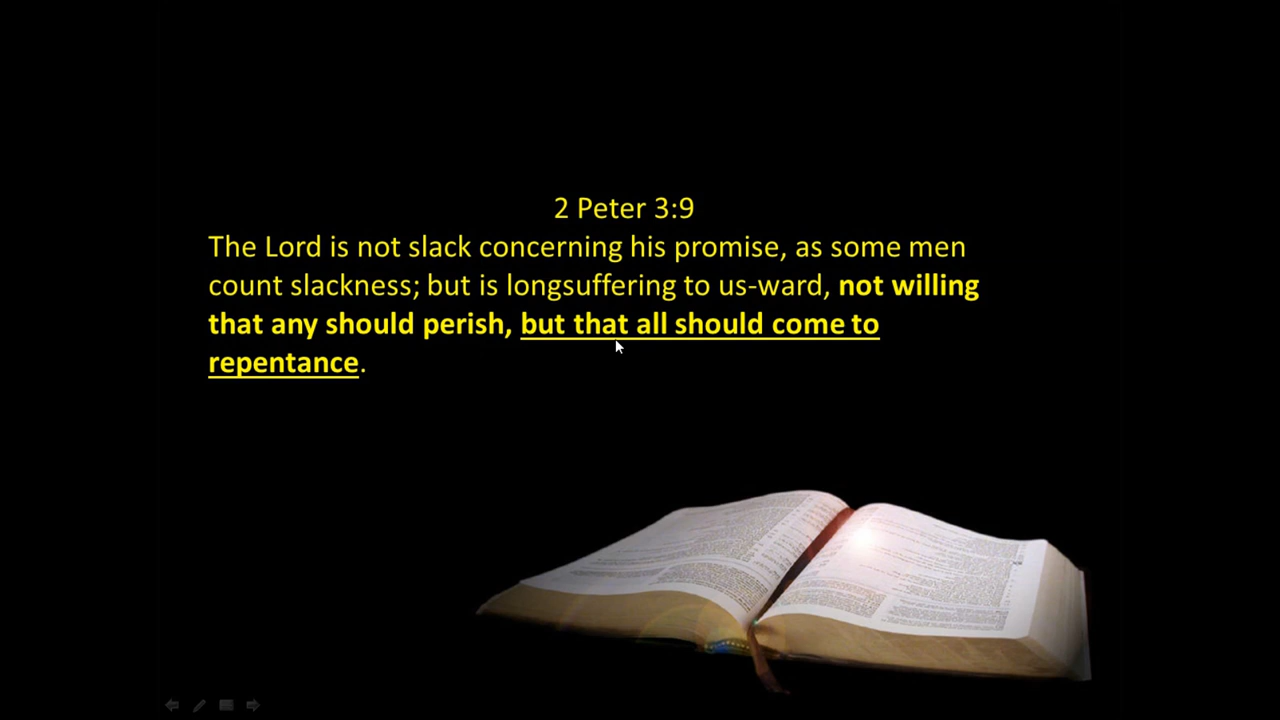 2 Peter 3:9
The Lord is not slack concerning his promise, as some men
count slackness; but is longsuffering to us-ward, not willing
that any should perish, but that all should come to
repentance.